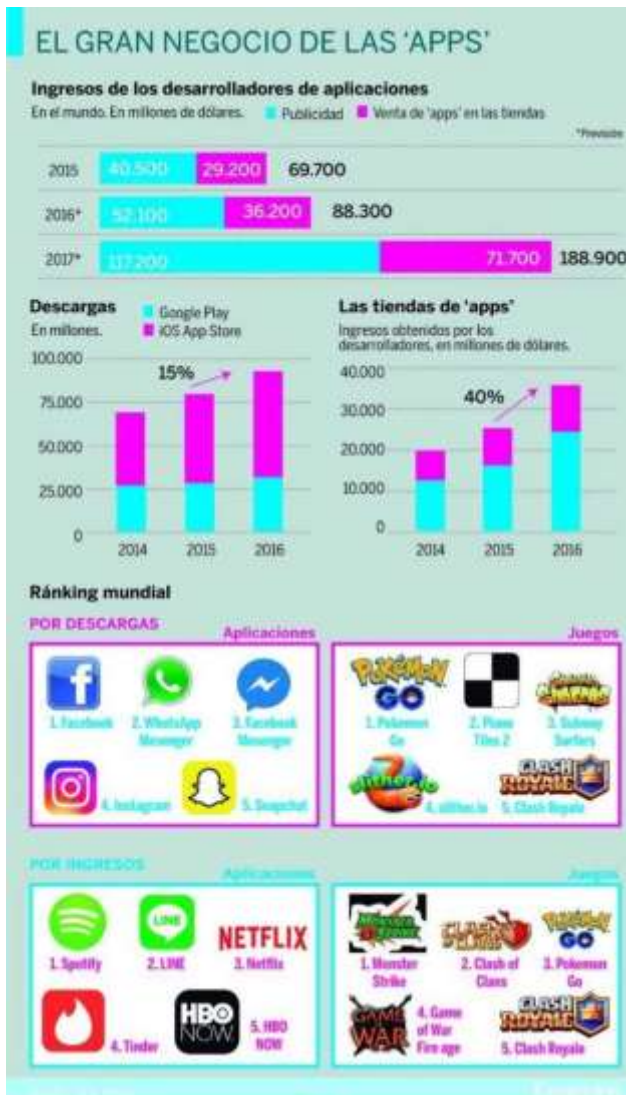 EL GRAN NEGOCIO DE LAS ‘APPS’
Ingresos de los desarrolladores de aplicaciones
En el mundo. En millones de dólares. Publicidad Venta de 'apps' en las tiendas
*Previsión
2015 40.500 29.200 69.700
2016* 52.100 36.200 88.300
2017* 117.200 71.700 188.900
Descargas
En millones.
Google Play
iOS App Store
100.000
75.000
50.000
25.000
0
15%
2014 2015 2016
Las tiendas de 'apps'
Ingresos obtenidos por los
desarrolladores, en millones de dólares.
40.000
30.000
20.000
10.000
0
40%
2014 2015 2016
Ránking mundial
POR DESCARGAS
Aplicaciones
1. Facebook
2. WhatsApp
Messenger
3. Facebook
Messenger
4. Instagram
5. Snapchat
Juegos
POKÉMON
GO
1. Pokemon
Go
2. Piano
Tiles 2
3. Subway
Surfers
slither.io
4. slither.io
CLASH
ROYALE
5. Clash Royale
POR INGRESOS
Aplicaciones
1. Spotify
LINE
2. LINE
NETFLIX
3. Netflix
4. Tinder
HBO
NOW
5. HBO
NOW
Juegos
MONSTER
STRIKE
1. Monster
Strike
CLASH
OF CLANS
2. Clash of
Clans
POKÉMON
GO
3. Pokemon
Go
GAME
WAR
4. Game
of War
Fire age
CLASH
ROYALE
5. Clash Royale